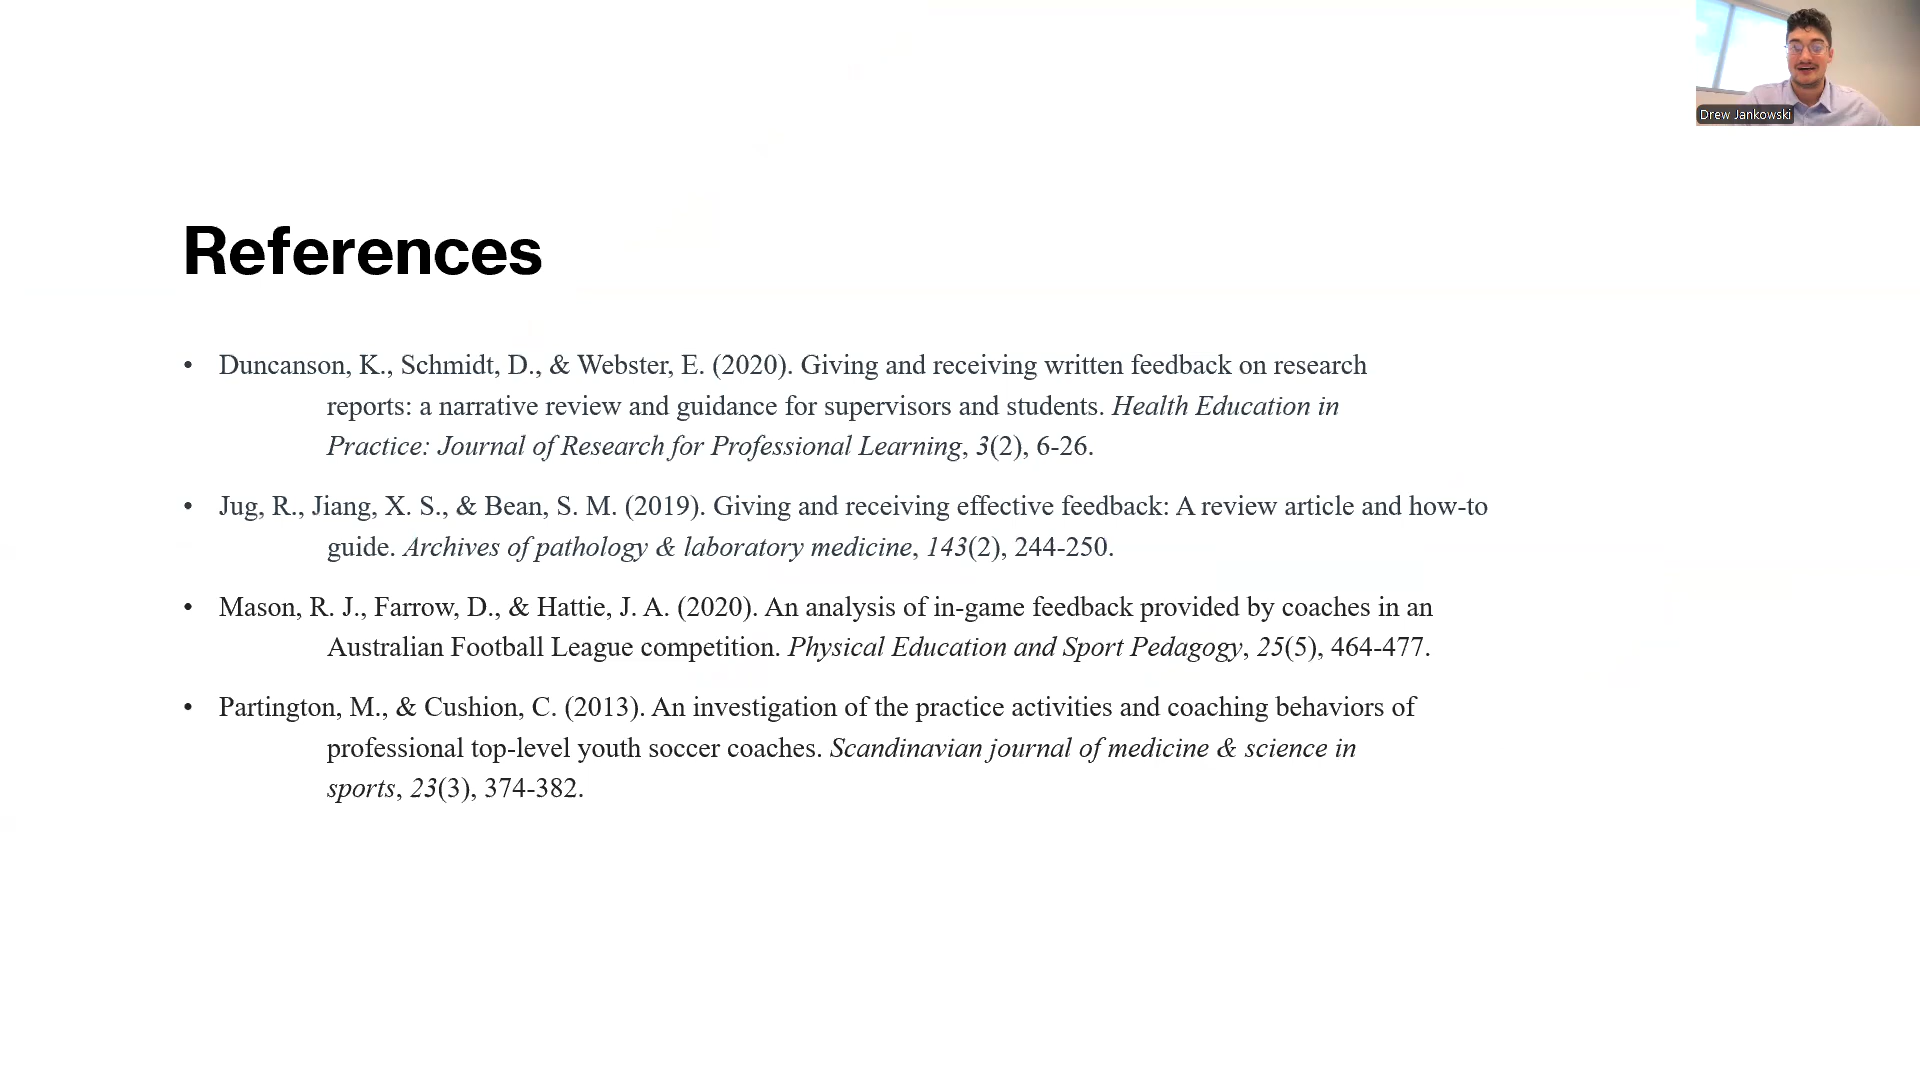 Drew Jankowski
References
• Duncanson, K., Schmidt, D., & Webster, E. (2020). Giving and receiving written feedback on research
reports: a narrative review and guidance for supervisors and students. Health Education in
Practice: Journal of Research for Professional Learning, 3(2), 6-26.
• Jug, R., Jiang, X. S., & Bean, S. M. (2019). Giving and receiving effective feedback: A review article and how-to
guide. Archives of pathology & laboratory medicine, 143(2), 244-250.
• Mason, R. J., Farrow, D., & Hattie, J. A. (2020). An analysis of in-game feedback provided by coaches in an
Australian Football League competition. Physical Education and Sport Pedagogy, 25(5), 464-477.
• Partington, M., & Cushion, C. (2013). An investigation of the practice activities and coaching behaviors of
professional top-level youth soccer coaches. Scandinavian journal of medicine & science in
sports, 23(3), 374-382.